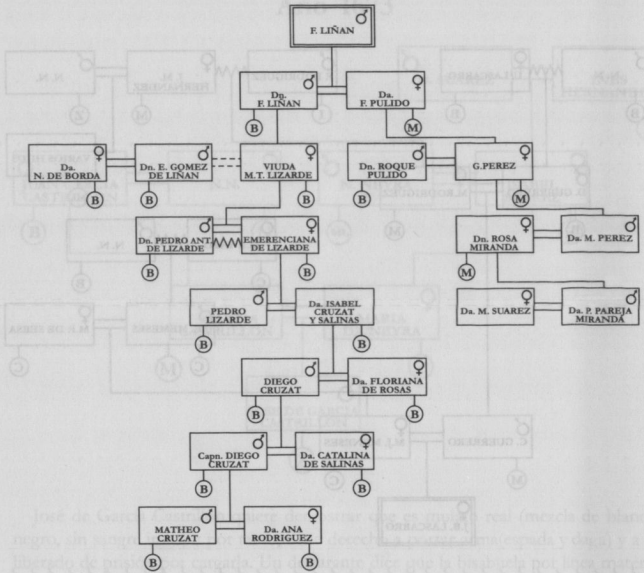 F. LIÑAN
Dn.
F. LIÑAN
Da.
F. PULIDO
B
M
Da.
N. DE BORDA
Dn. E. GOMEZ
DE LIÑAN
VIUDA
M.T. LIZARDE
Dn. ROQUE
PULIDO
G.PEREZ
B
B
B
B
M
Dn. PEDRO ANT.
DE LIZARDE
EMERENCIANA
DE LIZARDE
Dn. ROSA
MIRANDA
Da. M. PEREZ
B
B
M
PEDRO
LIZARDE
Da. ISABEL
CRUZAT
Y SALINAS
Da. M. SUAREZ
Da. P. PAREJA
MIRANDA
B
B
DIEGO
CRUZAT
Da. FLORIANA
DE ROSAS
B
B
Capn. DIEGO
CRUZAT
Da. CATALINA
DE SALINAS
B
B
MATHEO
CRUZAT
Da. ANA
RODRIGUEZ
B
B